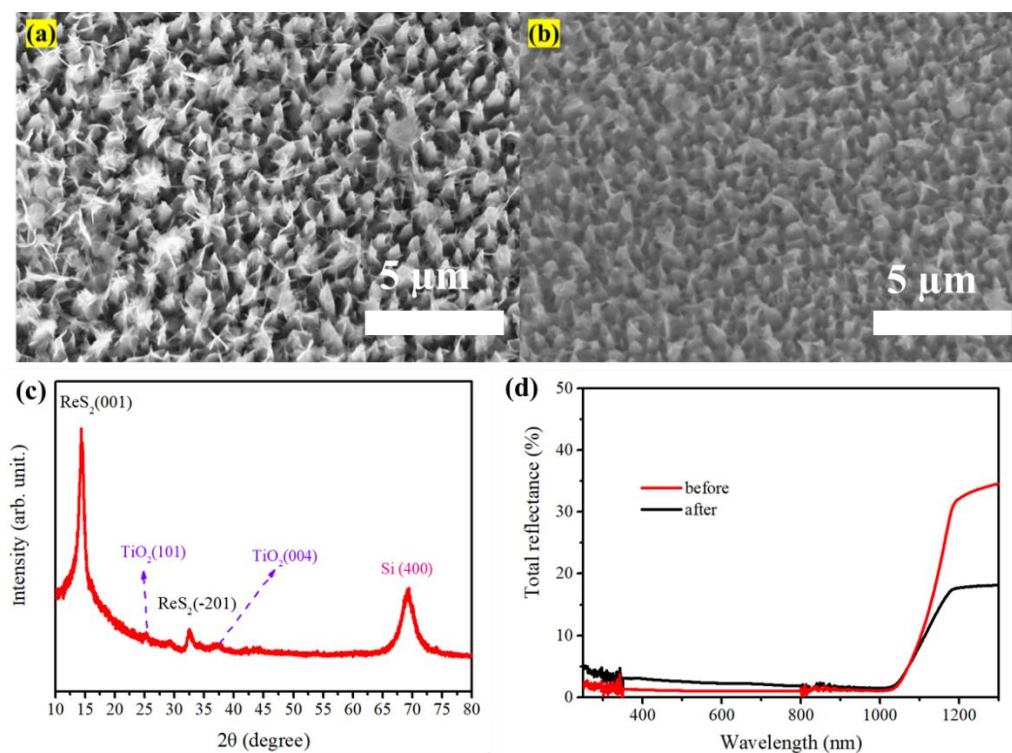 (a)
5 μm
(b)
5 μm
(c)
ReS₂(001)
TiO₂(101)
ReS₂(-201)
TiO₂(004)
Si (400)
Intensity (arb. unit.)
10 15 20 25 30 35 40 45 50 55 60 65 70 75 80
2θ (degree)
(d)
50
40
30
20
10
0
before
after
Total reflectance (%)
400 600 800 1000 1200
Wavelength (nm)